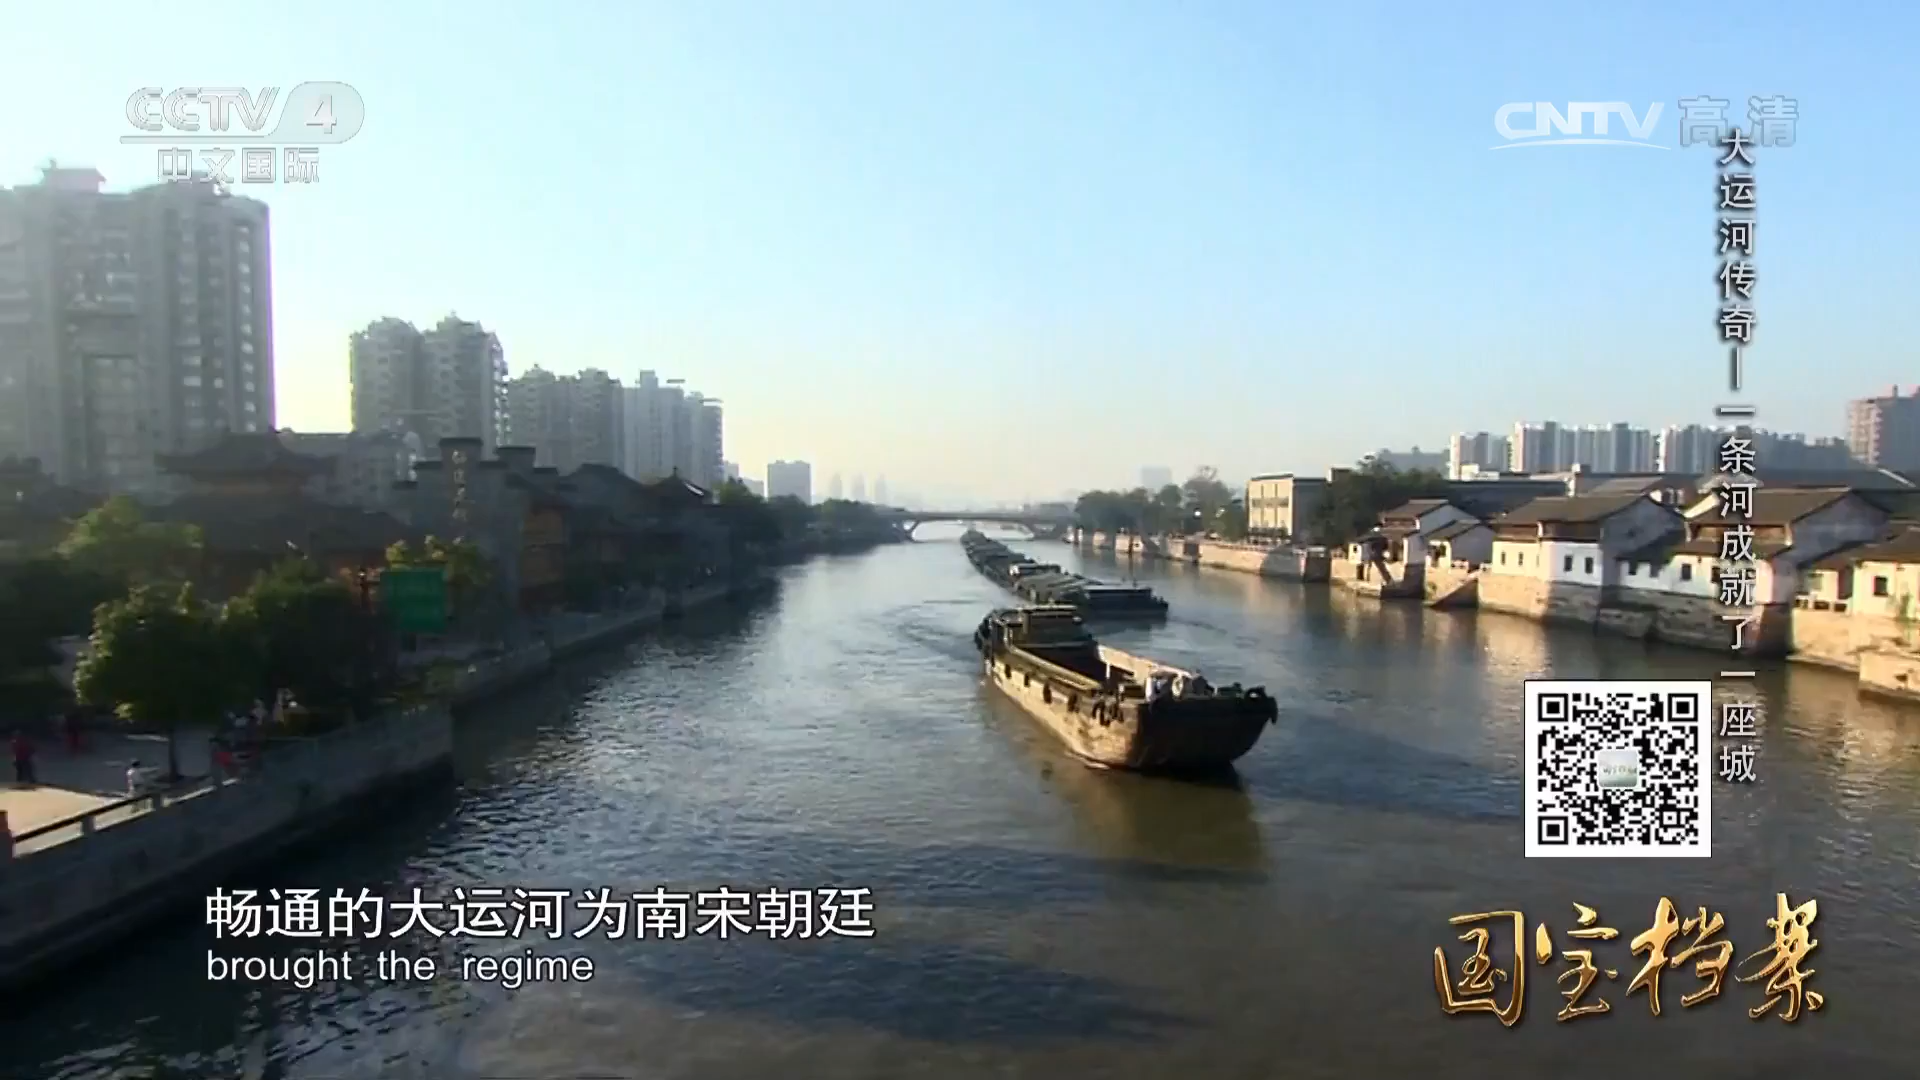 CCTV 4
中文国际
CNTV 高清
大运河传奇—一条河成就了一座城
畅通的大运河为南宋朝廷
brought the regime
国宝档案